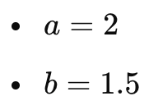 • a = 2
• b = 1.5